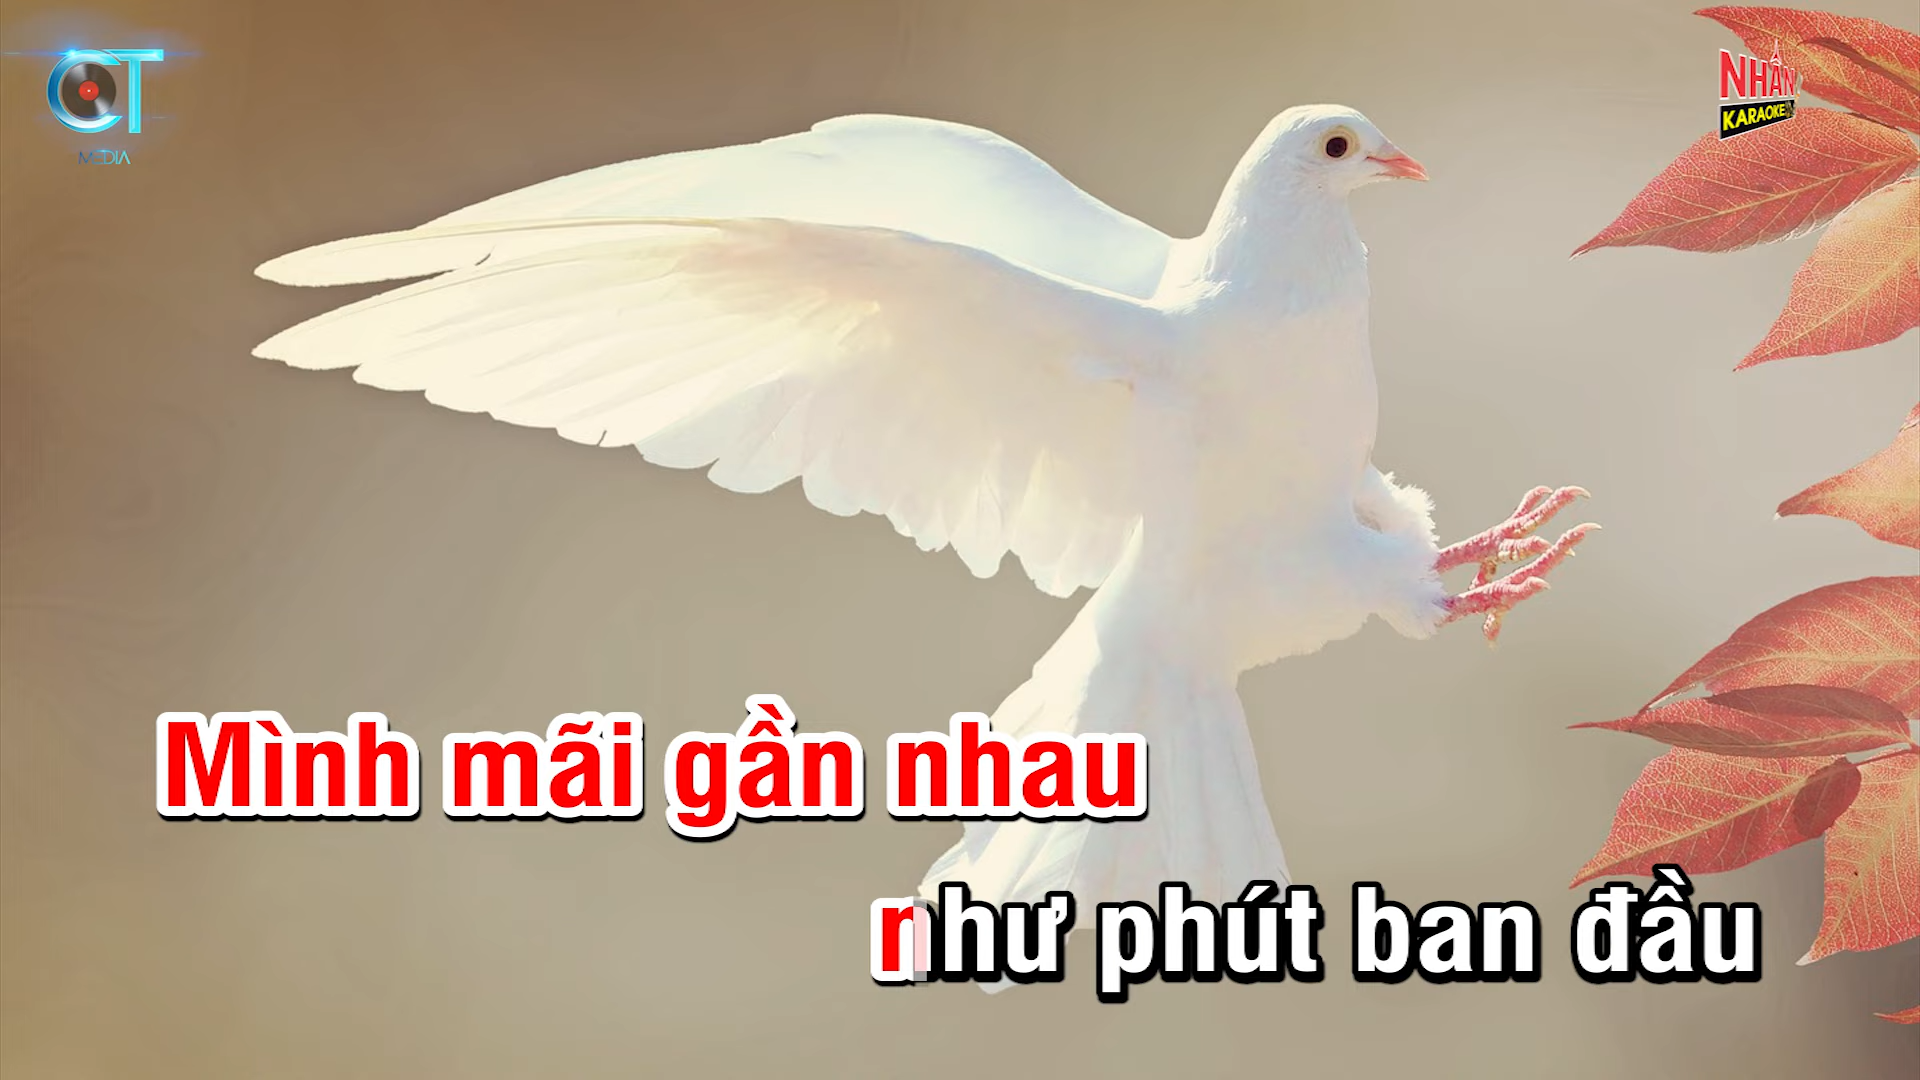 CT
MEDIA
NHÂN
KARAOKE
Mình mãi gần nhau
như phút ban đầu